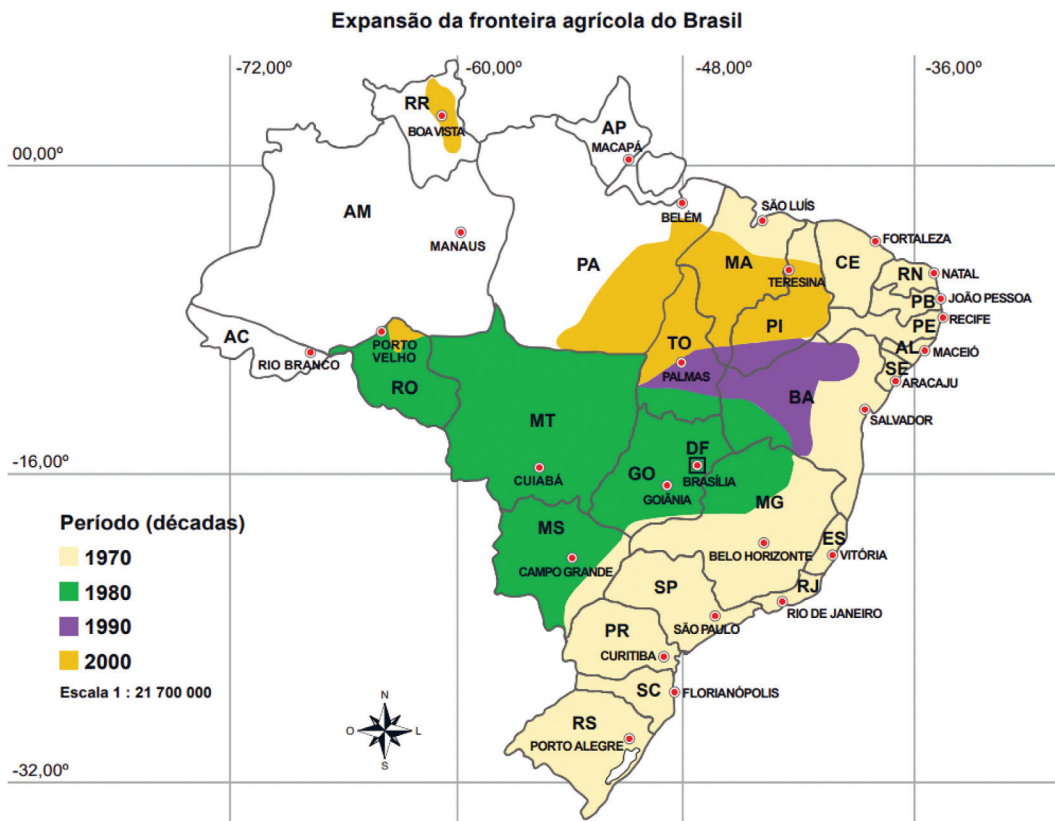 Expansão da fronteira agrícola do Brasil
-72,00º
-60,00º
-48,00º
-36,00º
RR
BOA VISTA
AP
MACAPÁ
00,00º
AM
MANAUS
BELÉM
SÃO LUÍS
FORTALEZA
PA
MA
TERESINA
CE
RN
NATAL
PB
JOÃO PESSOA
PE
RECIFE
PI
AC
RIO BRANCO
PORTO
VELHO
TO
PALMAS
AL
MACEIÓ
SE
ARACAJU
RO
BA
SALVADOR
MT
CUIABÁ
-16,00º
GO
GOIÂNIA
DF
BRASÍLIA
MG
BELO HORIZONTE
MS
CAMPO GRANDE
ES
VITÓRIA
RJ
RIO DE JANEIRO
SP
SÃO PAULO
PR
CURITIBA
SC
FLORIANÓPOLIS
RS
PORTO ALEGRE
Período (décadas)
1970
1980
1990
2000
Escala 1 : 21 700 000
N
O
L
S
-32,00º